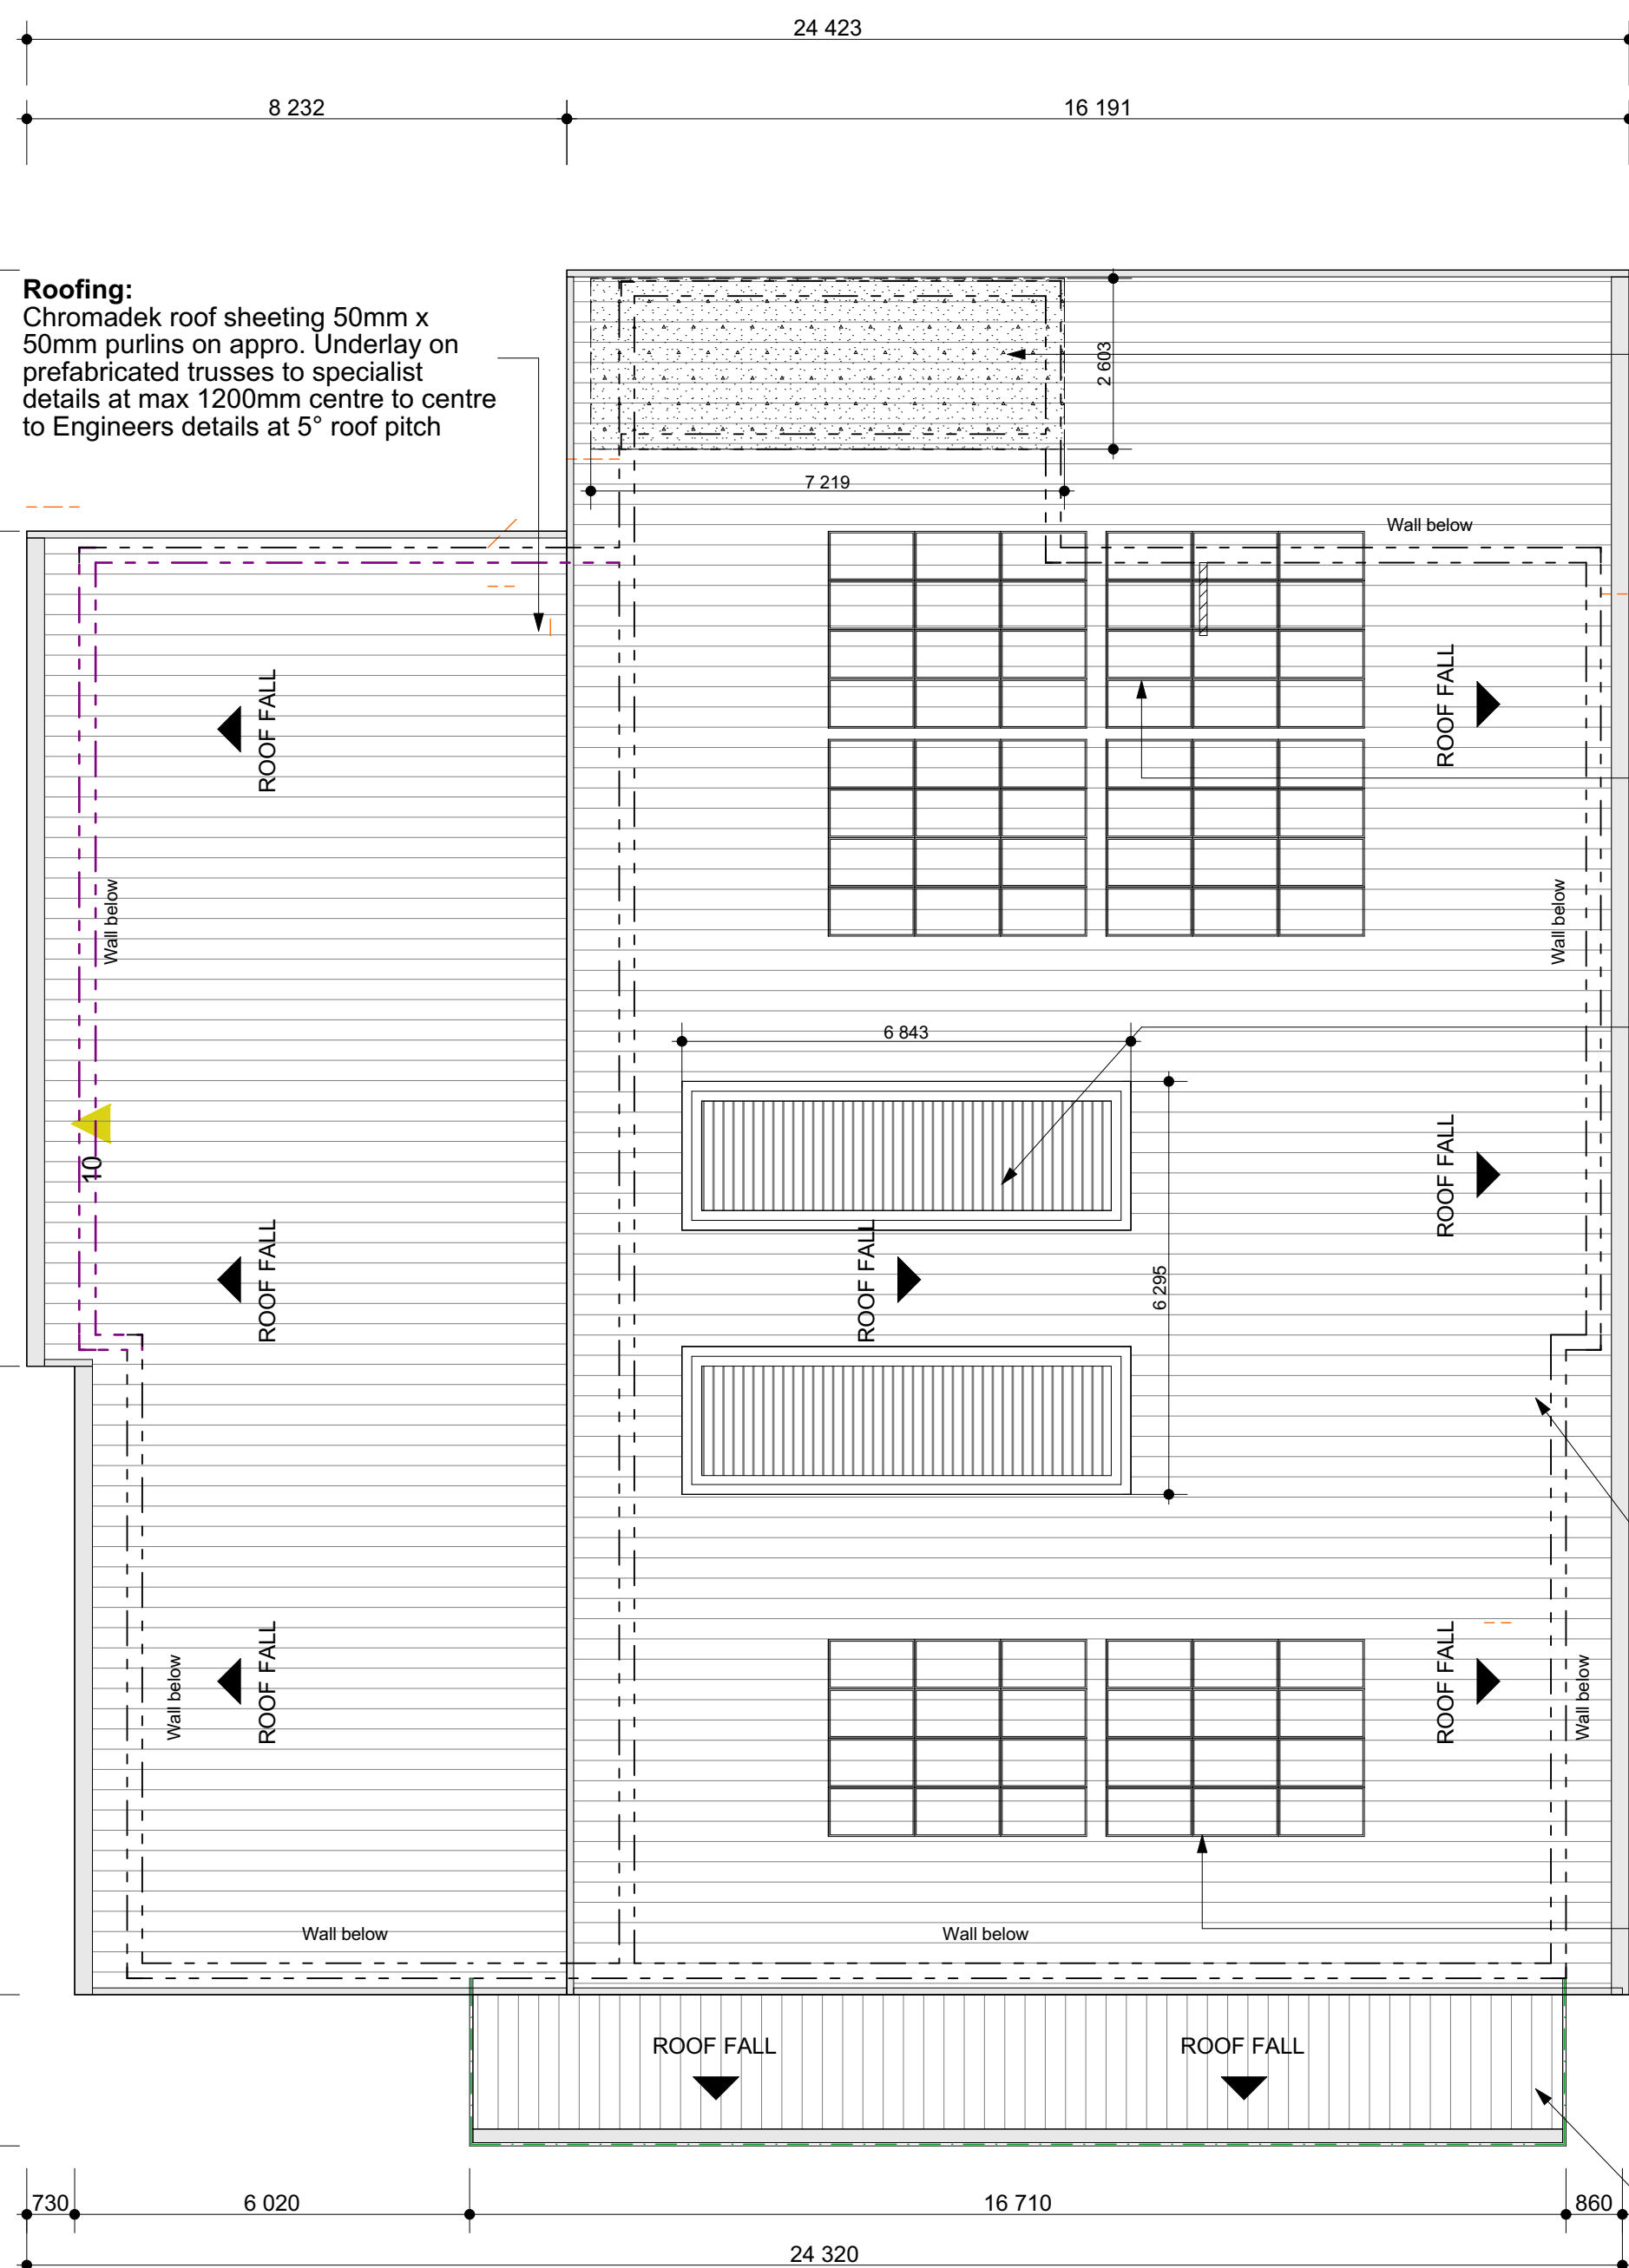 24 423
8 232
16 191
Roofing:
Chromadek roof sheeting 50mm x
50mm purlins on appro. Underlay on
prefabricated trusses to specialist
details at max 1200mm centre to centre
to Engineers details at 5° roof pitch
2 603
7 219
Wall below
ROOF FALL
ROOF FALL
Wall below
Wall below
6 843
10
ROOF FALL
ROOF FALL
ROOF FALL
6 295
Wall below
ROOF FALL
ROOF FALL
Wall below
Wall below
Wall below
ROOF FALL
ROOF FALL
730
6 020
16 710
860
24 320